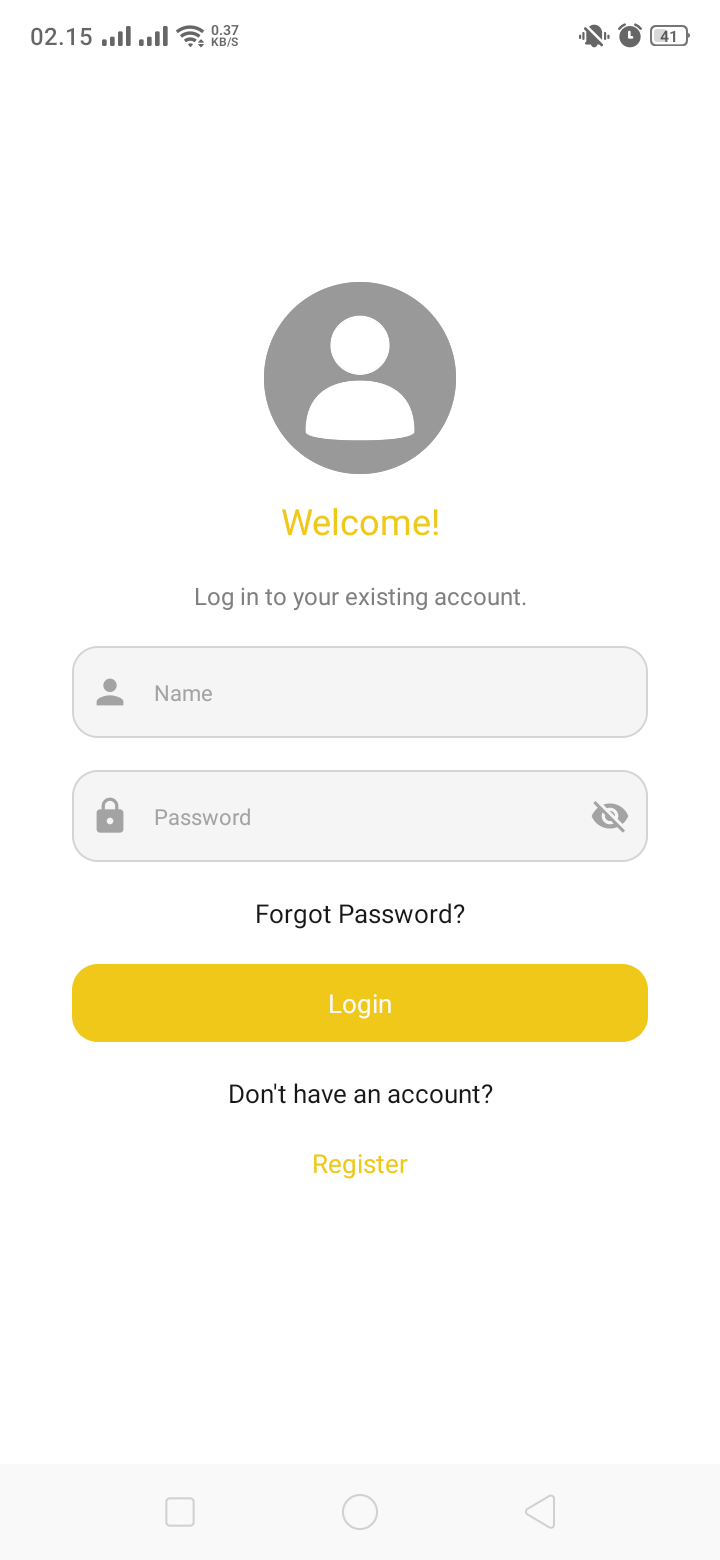 02.15 0.37 KB/S 41
Welcome!
Log in to your existing account.
Name
Password
Forgot Password?
Login
Don't have an account?
Register